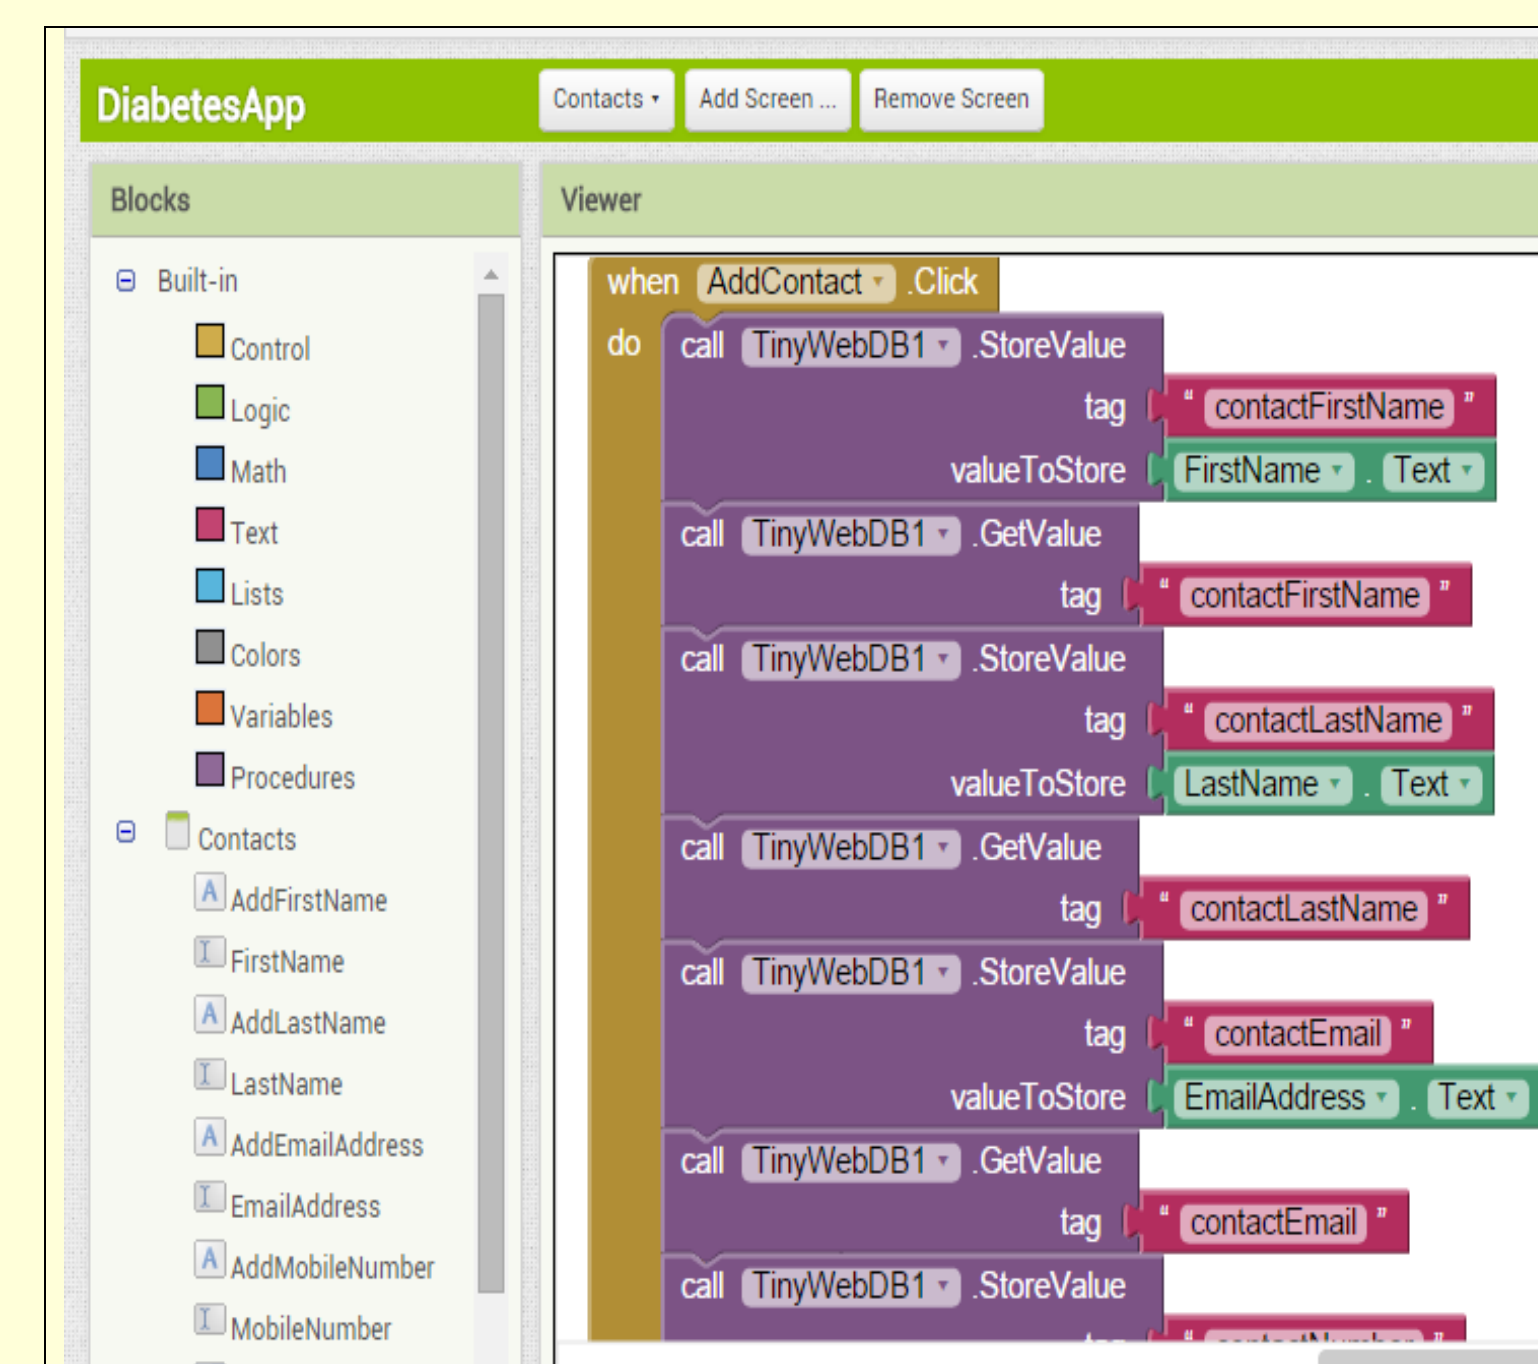 DiabetesApp
Contacts ▾ Add Screen ... Remove Screen
Blocks
Built-in
Control
Logic
Math
Text
Lists
Colors
Variables
Procedures
Contacts
A AddFirstName
FirstName
A AddLastName
LastName
A AddEmailAddress
EmailAddress
A AddMobileNumber
MobileNumber
Viewer
when AddContact ▾ .Click
do call TinyWebDB1 ▾ .StoreValue
tag “ contactFirstName ”
valueToStore FirstName ▾ . Text ▾
call TinyWebDB1 ▾ .GetValue
tag “ contactFirstName ”
call TinyWebDB1 ▾ .StoreValue
tag “ contactLastName ”
valueToStore LastName ▾ . Text ▾
call TinyWebDB1 ▾ .GetValue
tag “ contactLastName ”
call TinyWebDB1 ▾ .StoreValue
tag “ contactEmail ”
valueToStore EmailAddress ▾ . Text ▾
call TinyWebDB1 ▾ .GetValue
tag “ contactEmail ”
call TinyWebDB1 ▾ .StoreValue
tag “ contactNumber ”